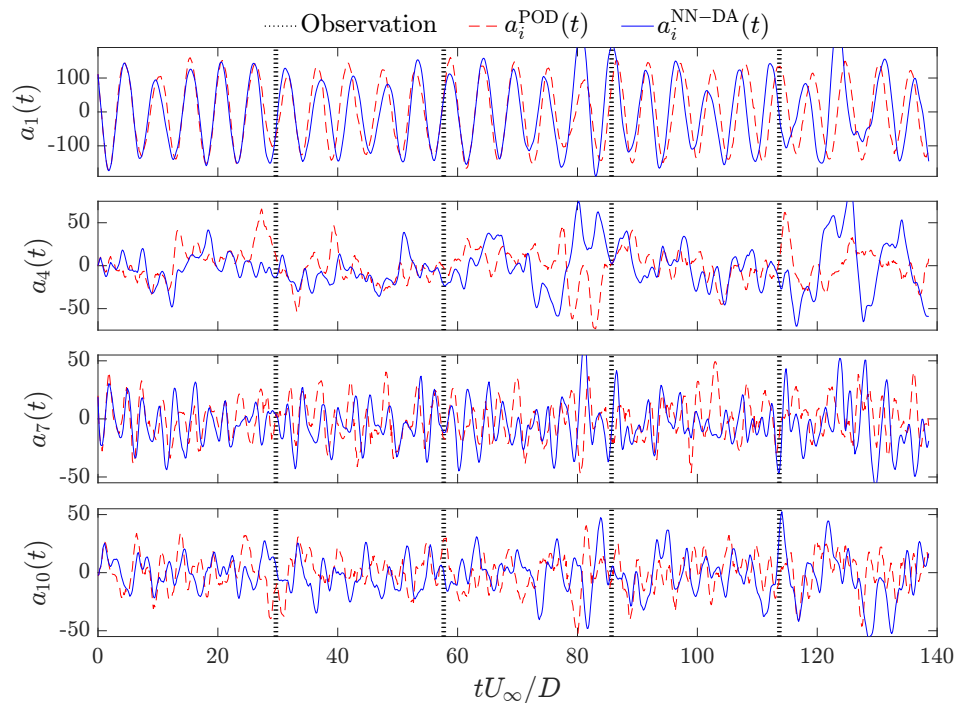 Observation a_i^POD(t) a_i^NN−DA(t)
100
0
-100
a_1(t)
50
0
-50
a_4(t)
50
0
-50
a_7(t)
50
0
-50
a_10(t)
0 20 40 60 80 100 120 140
tU_∞/D